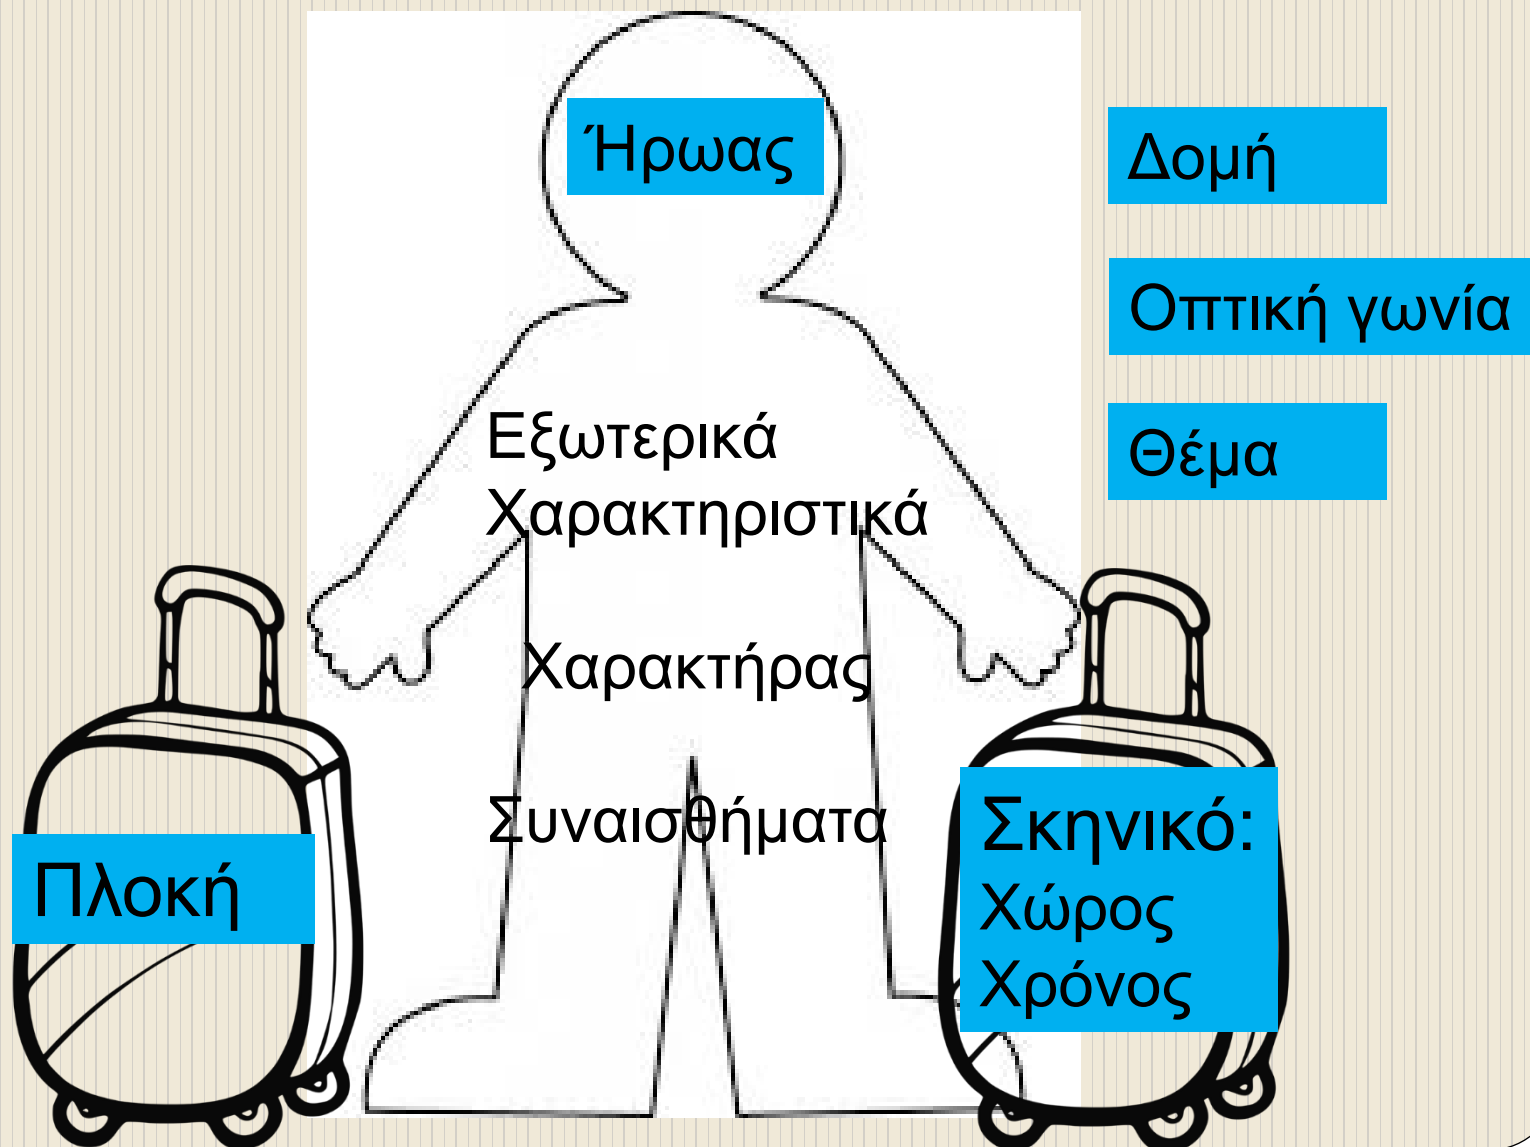 Ήρωας
Δομή
Οπτική γωνία
Θέμα
Εξωτερικά
Χαρακτηριστικά
Χαρακτήρας
Συναισθήματα
Πλοκή
Σκηνικό:
Χώρος
Χρόνος